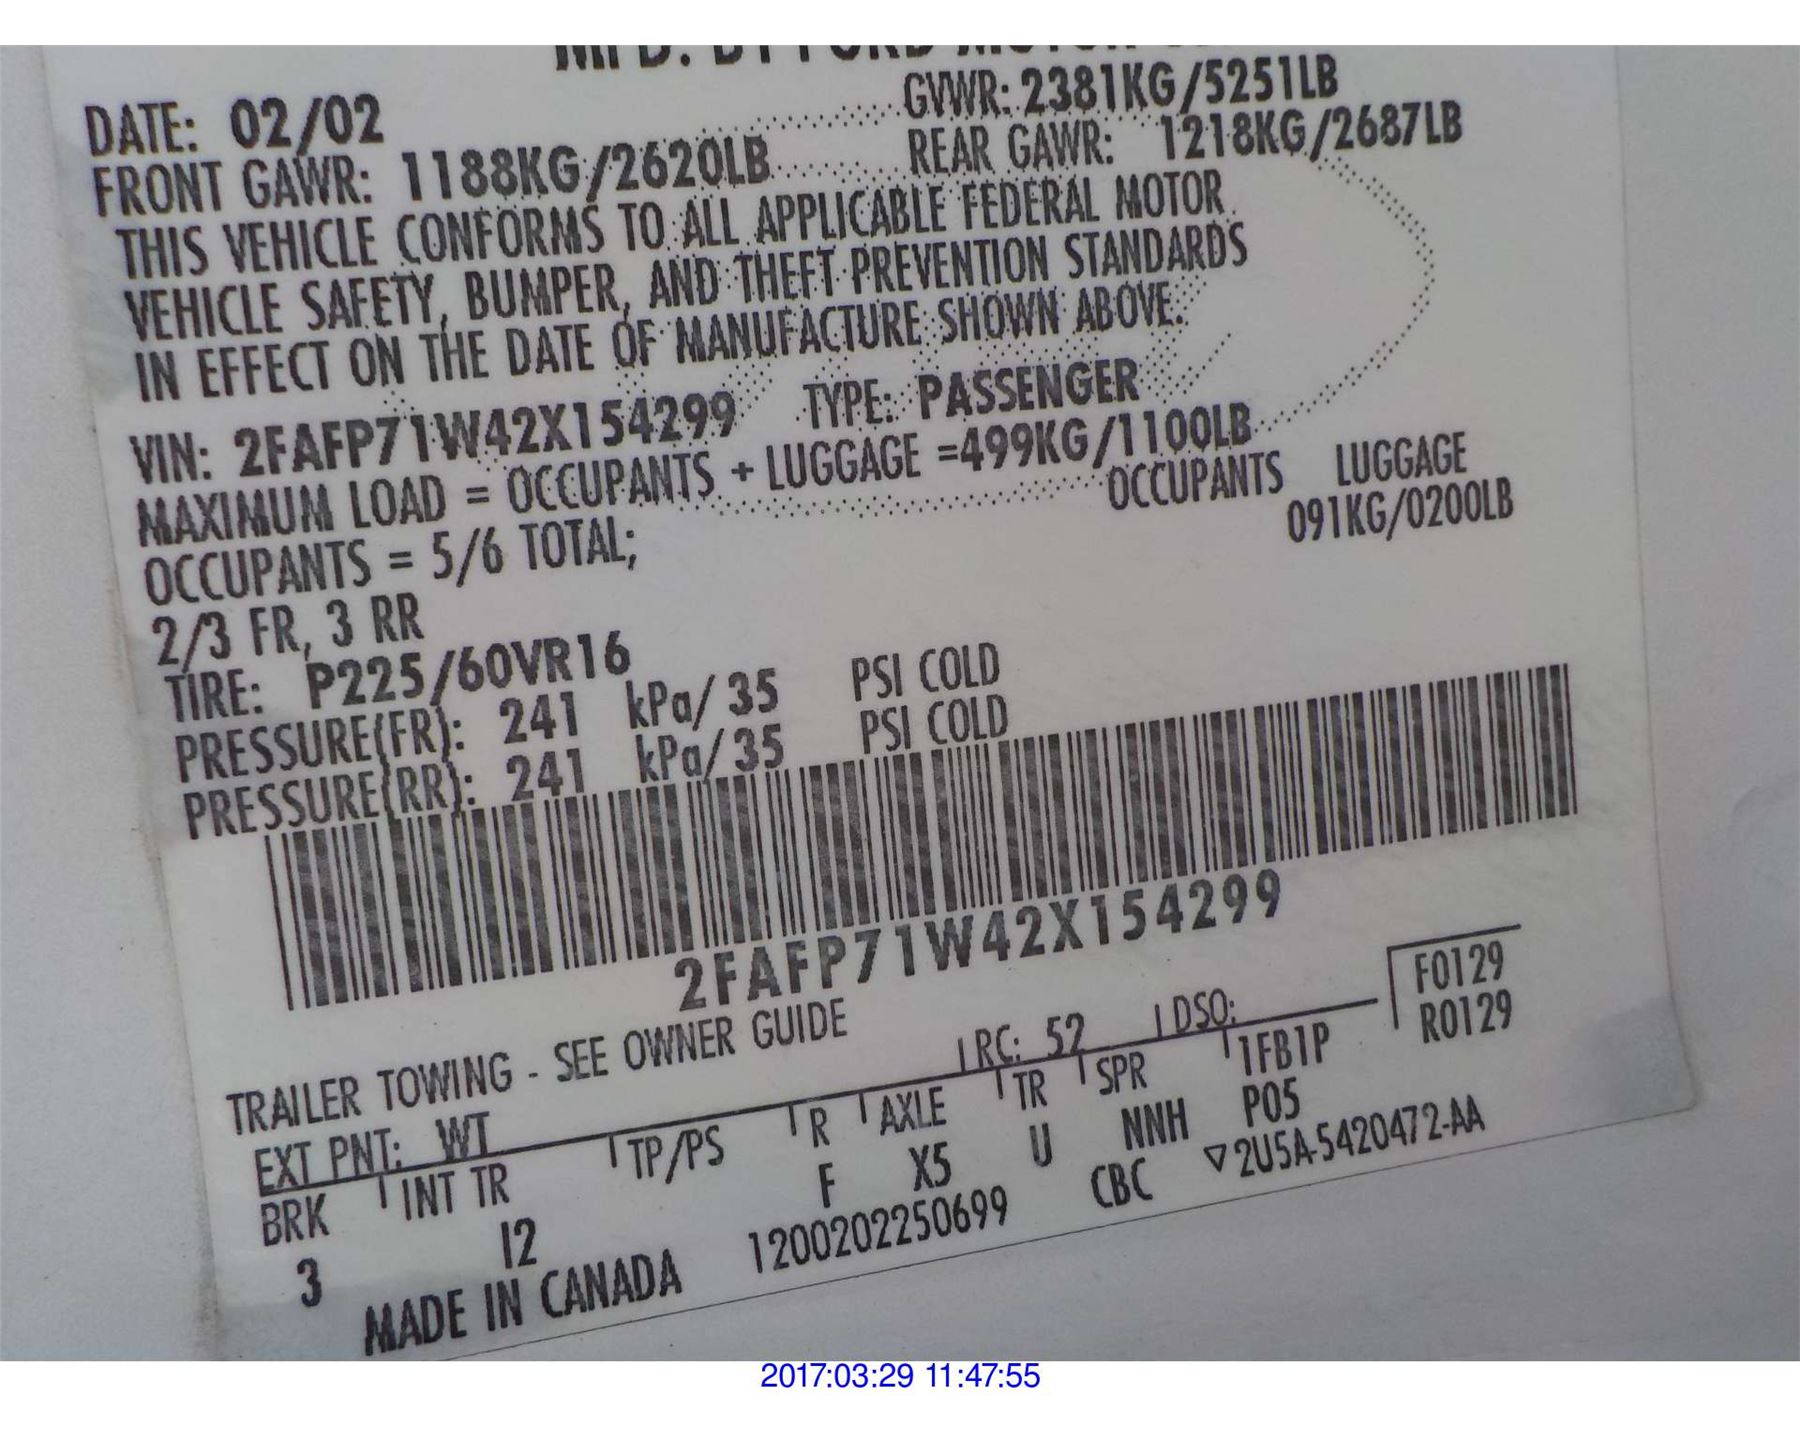 MFD. BY FORD MOTOR
DATE: 02/02 GVWR: 2381KG/5251LB
FRONT GAWR: 1188KG/2620LB REAR GAWR: 1218KG/2687LB
THIS VEHICLE CONFORMS TO ALL APPLICABLE FEDERAL MOTOR
VEHICLE SAFETY, BUMPER, AND THEFT PREVENTION STANDARDS
IN EFFECT ON THE DATE OF MANUFACTURE SHOWN ABOVE.
VIN: 2FAFP71W42X154299 TYPE: PASSENGER
MAXIMUM LOAD = OCCUPANTS + LUGGAGE =499KG/1100LB
OCCUPANTS = 5/6 TOTAL; OCCUPANTS LUGGAGE
2/3 FR, 3 RR 091KG/0200LB
TIRE: P225/60VR16
PRESSURE(FR): 241 kPa/ 35 PSI COLD
PRESSURE(RR): 241 kPa/ 35 PSI COLD
2FAFP71W42X154299
TRAILER TOWING - SEE OWNER GUIDE
F0129
R0129
EXT PNT: WT RC: 52 DSO:
BRK INT TR TP/PS R AXLE TR SPR 1FB1P
3 I2 F X5 U NNH P05
MADE IN CANADA 1200202250699 CBC ▽2U5A-5420472-AA
2017:03:29 11:47:55